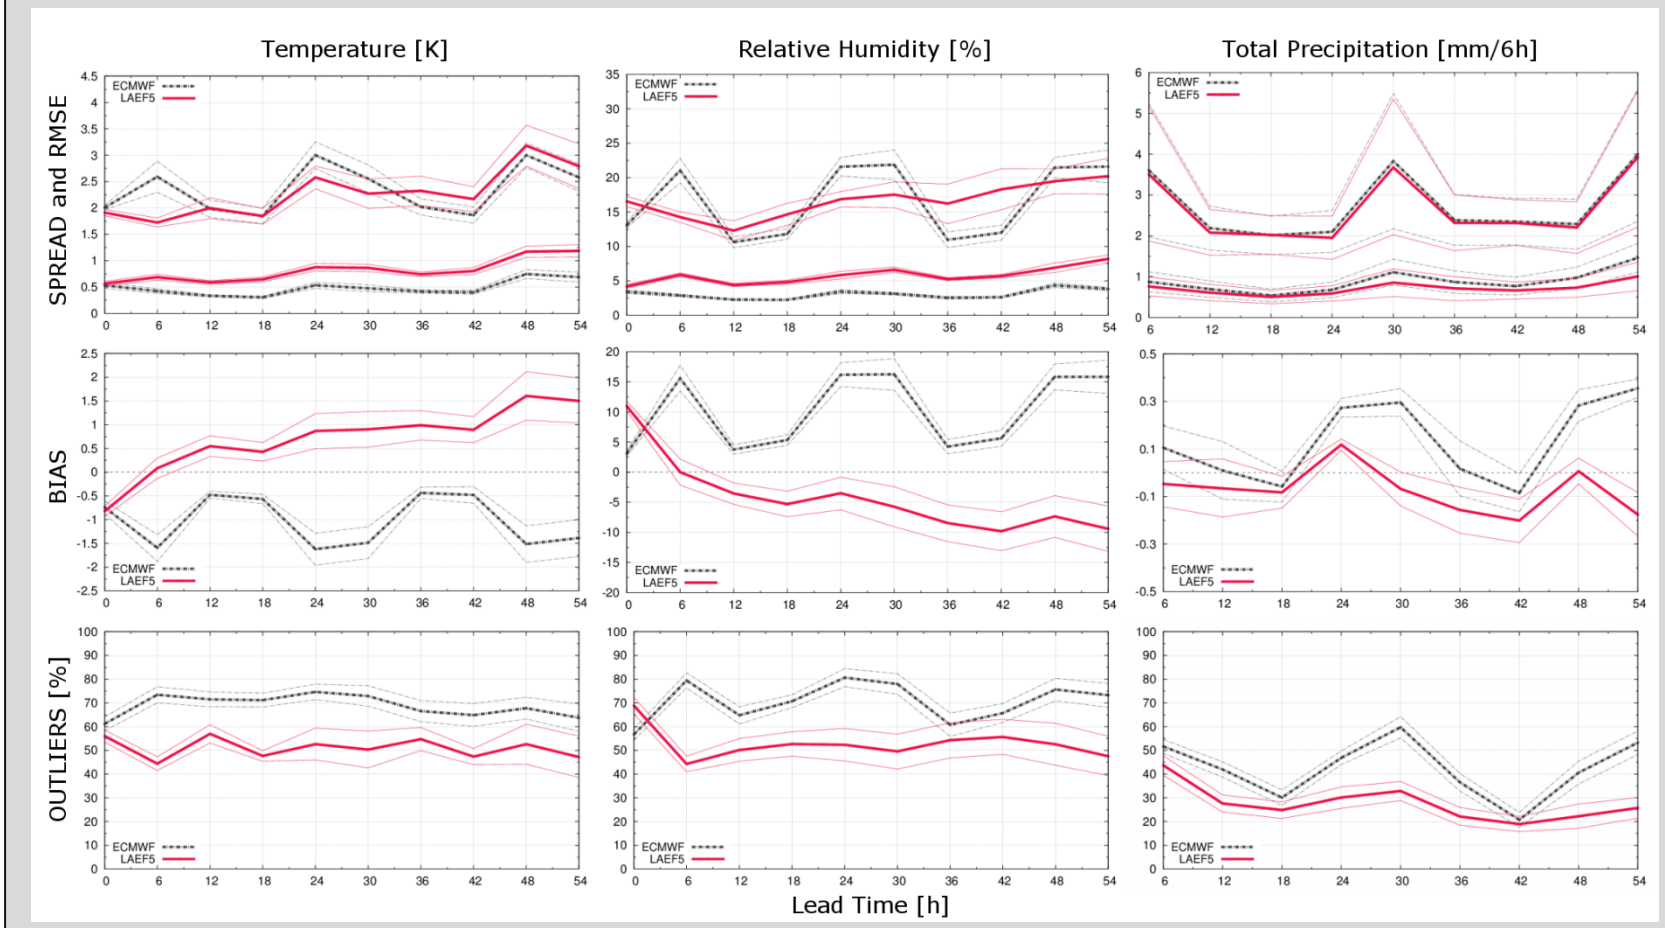 Temperature [K]
Relative Humidity [%]
Total Precipitation [mm/6h]
SPREAD and RMSE
4.5
4
3.5
3
2.5
2
1.5
1
0.5
0
ECMWF
LAEF5
0 6 12 18 24 30 36 42 48 54
35
30
25
20
15
10
5
0
ECMWF
LAEF5
0 6 12 18 24 30 36 42 48 54
6
5
4
3
2
1
0
ECMWF
LAEF5
6 12 18 24 30 36 42 48 54
BIAS
2.5
2
1.5
1
0.5
0
-0.5
-1
-1.5
-2
-2.5
ECMWF
LAEF5
0 6 12 18 24 30 36 42 48 54
20
15
10
5
0
-5
-10
-15
-20
ECMWF
LAEF5
0 6 12 18 24 30 36 42 48 54
0.5
0.3
0.1
-0.1
-0.3
-0.5
ECMWF
LAEF5
6 12 18 24 30 36 42 48 54
OUTLIERS [%]
100
90
80
70
60
50
40
30
20
10
0
ECMWF
LAEF5
0 6 12 18 24 30 36 42 48 54
100
90
80
70
60
50
40
30
20
10
0
ECMWF
LAEF5
0 6 12 18 24 30 36 42 48 54
100
90
80
70
60
50
40
30
20
10
0
ECMWF
LAEF5
6 12 18 24 30 36 42 48 54
Lead Time [h]